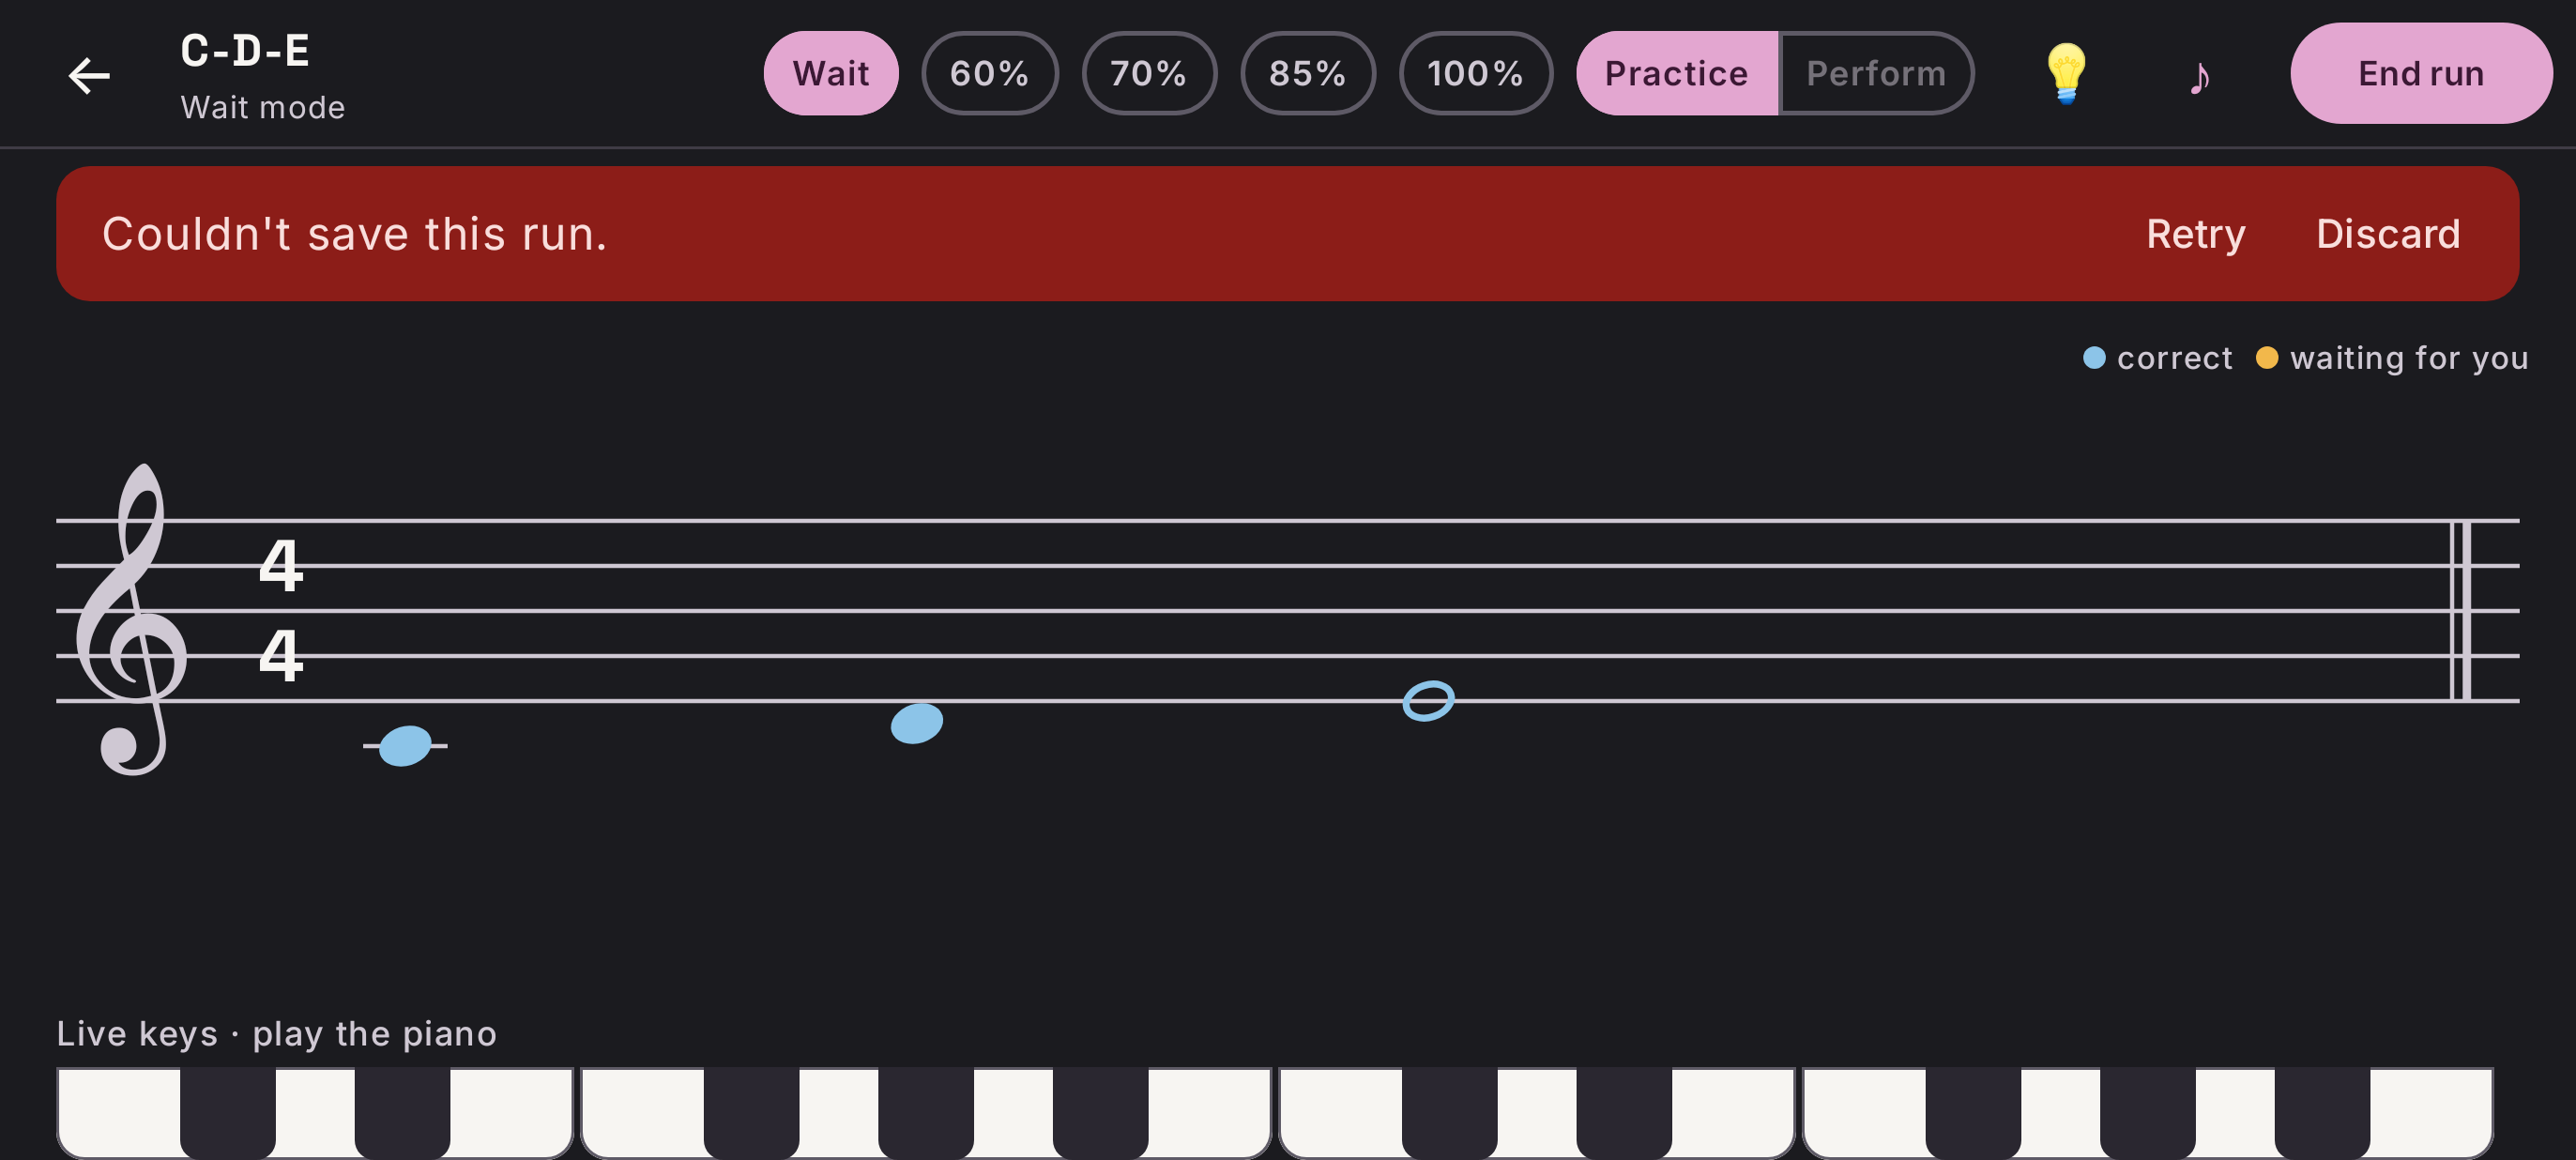 C-D-E
Wait mode
Wait 60% 70% 85% 100% Practice Perform 💡 ♪ End run
Couldn't save this run. Retry Discard
correct waiting for you
4
4
Live keys · play the piano